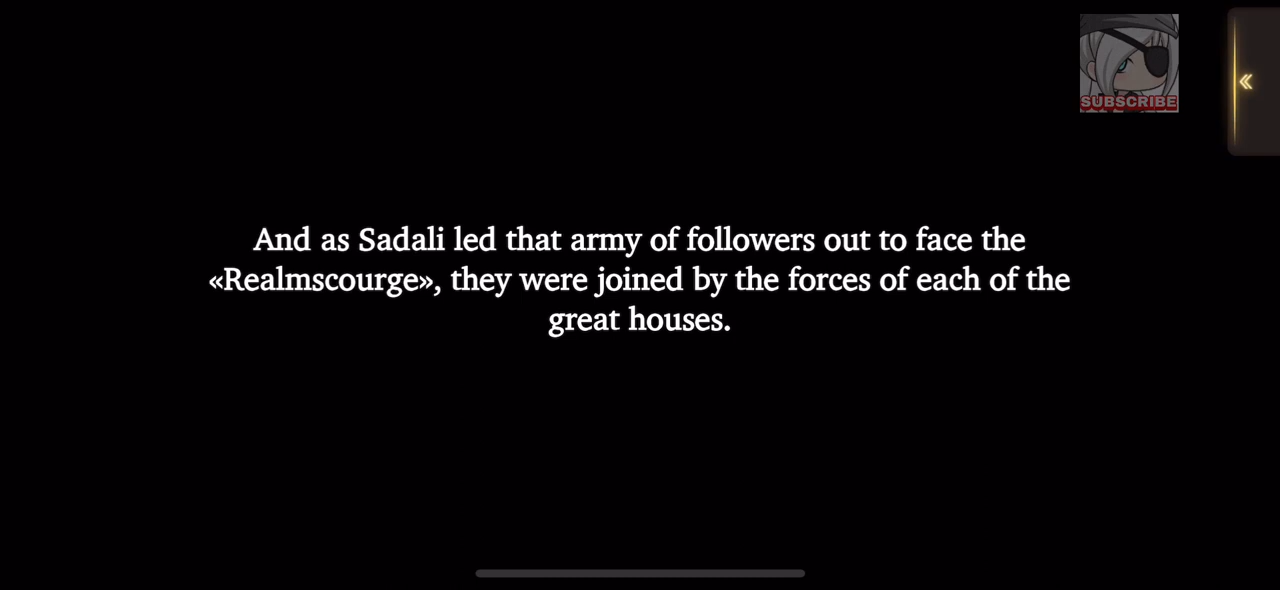 SUBSCRIBE
And as Sadali led that army of followers out to face the
«Realmscourge», they were joined by the forces of each of the
great houses.